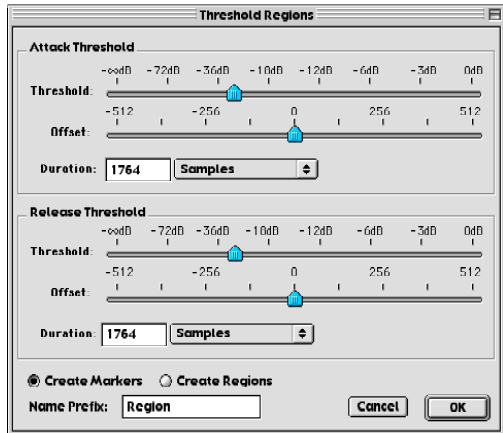 Threshold Regions
Attack Threshold
-∞dB -72dB -36dB -18dB -12dB -6dB -3dB 0dB
Threshold:
-512 -256 0 256 512
Offset:
Duration: 1764 Samples
Release Threshold
-∞dB -72dB -36dB -18dB -12dB -6dB -3dB 0dB
Threshold:
-512 -256 0 256 512
Offset:
Duration: 1764 Samples
Create Markers Create Regions
Name Prefix: Region Cancel OK